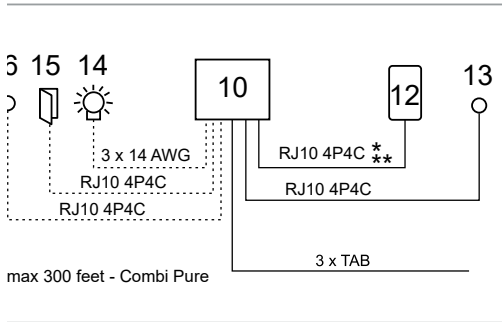 15 14
10
12
13
3 x 14 AWG
RJ10 4P4C *
**
RJ10 4P4C
RJ10 4P4C
RJ10 4P4C
3 x TAB
max 300 feet - Combi Pure